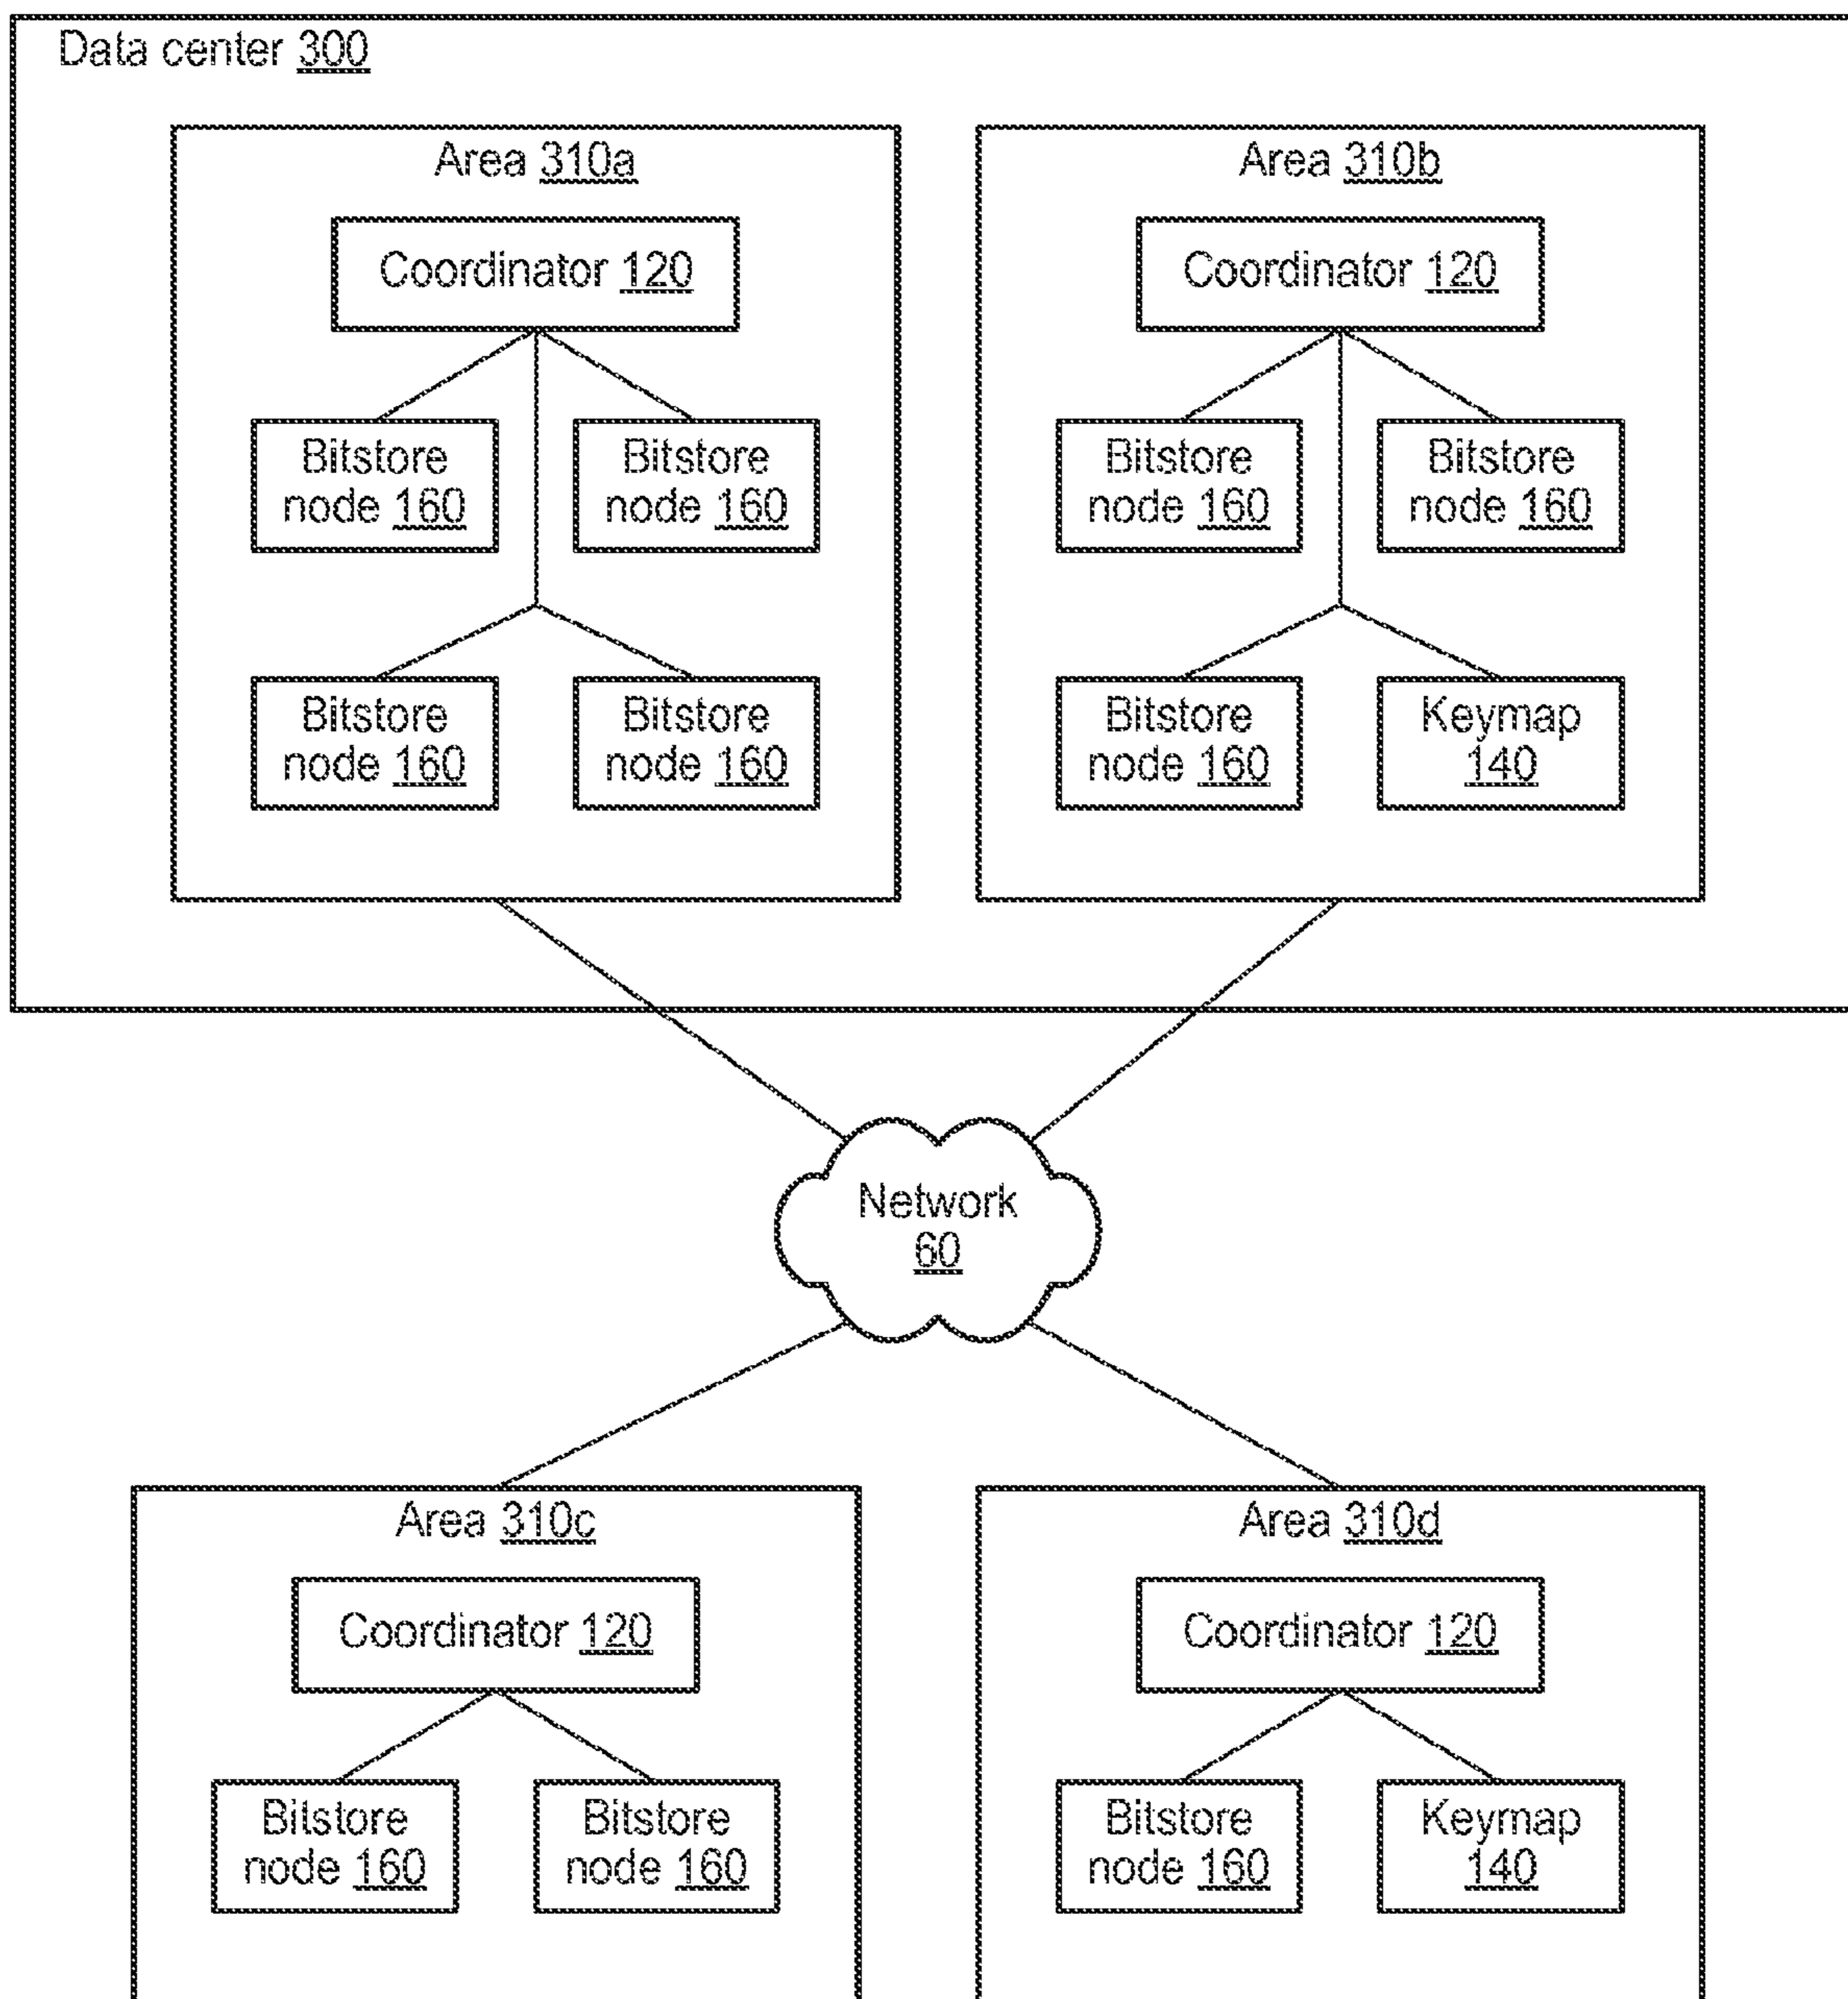 Data center 300
Area 310a
Coordinator 120
Bitstore
node 160
Bitstore
node 160
Bitstore
node 160
Bitstore
node 160
Area 310b
Coordinator 120
Bitstore
node 160
Bitstore
node 160
Bitstore
node 160
Keymap
140
Network
60
Area 310c
Coordinator 120
Bitstore
node 160
Bitstore
node 160
Area 310d
Coordinator 120
Bitstore
node 160
Keymap
140